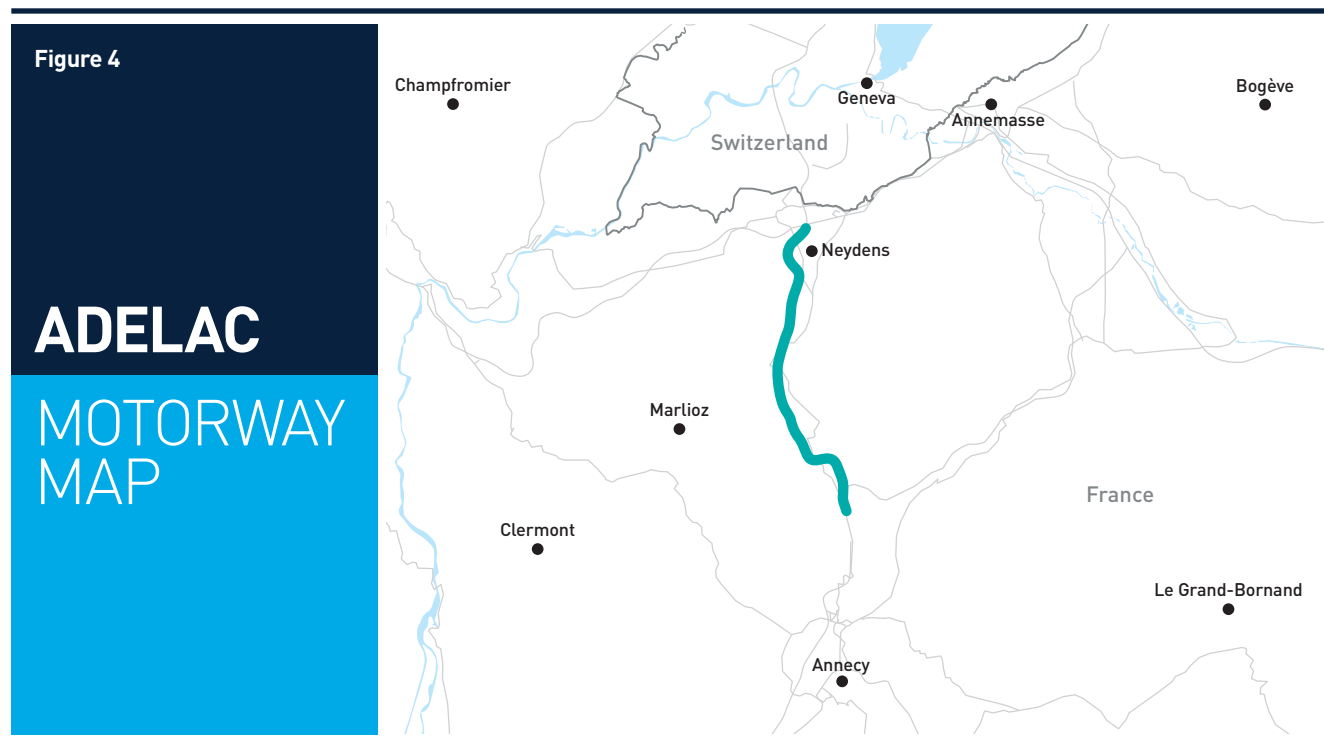 Figure 4
ADELAC
MOTORWAY
MAP
Champfromier
Geneva
Annemasse
Bogève
Switzerland
Neydens
Marlioz
France
Clermont
Le Grand-Bornand
Annecy